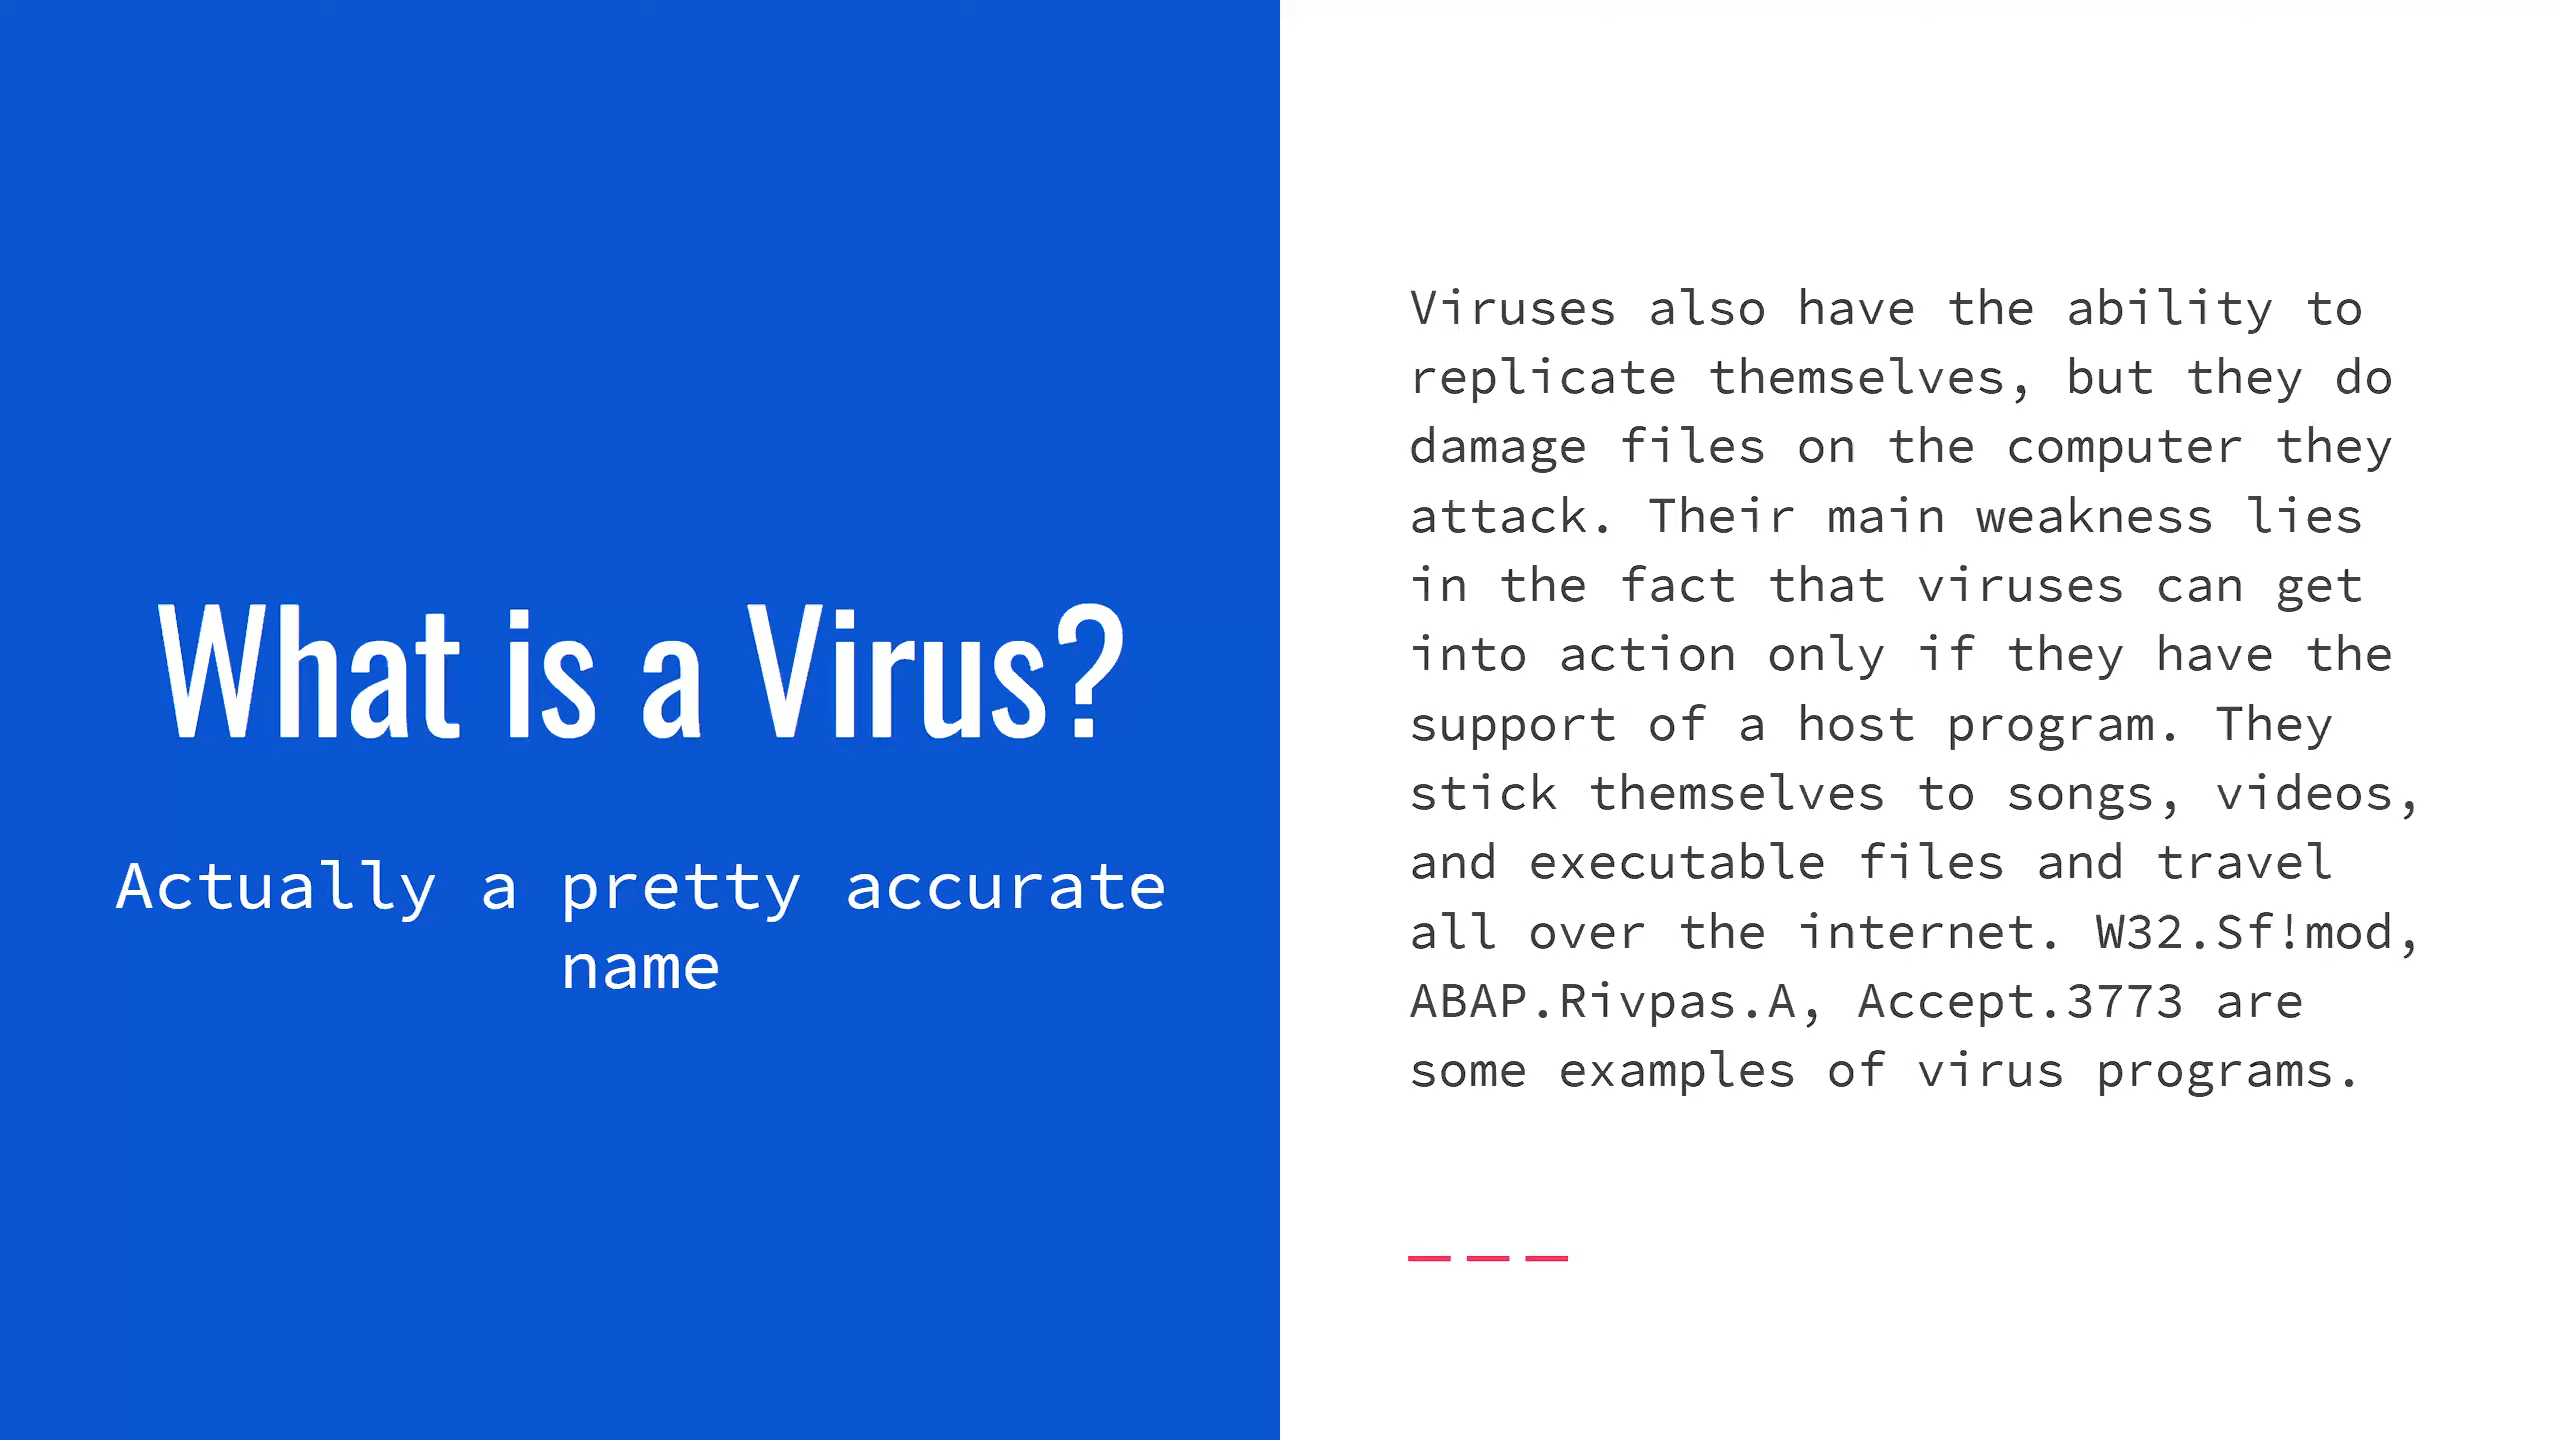 What is a Virus?
Actually a pretty accurate
name
Viruses also have the ability to
replicate themselves, but they do
damage files on the computer they
attack. Their main weakness lies
in the fact that viruses can get
into action only if they have the
support of a host program. They
stick themselves to songs, videos,
and executable files and travel
all over the internet. W32.Sf!mod,
ABAP.Rivpas.A, Accept.3773 are
some examples of virus programs.